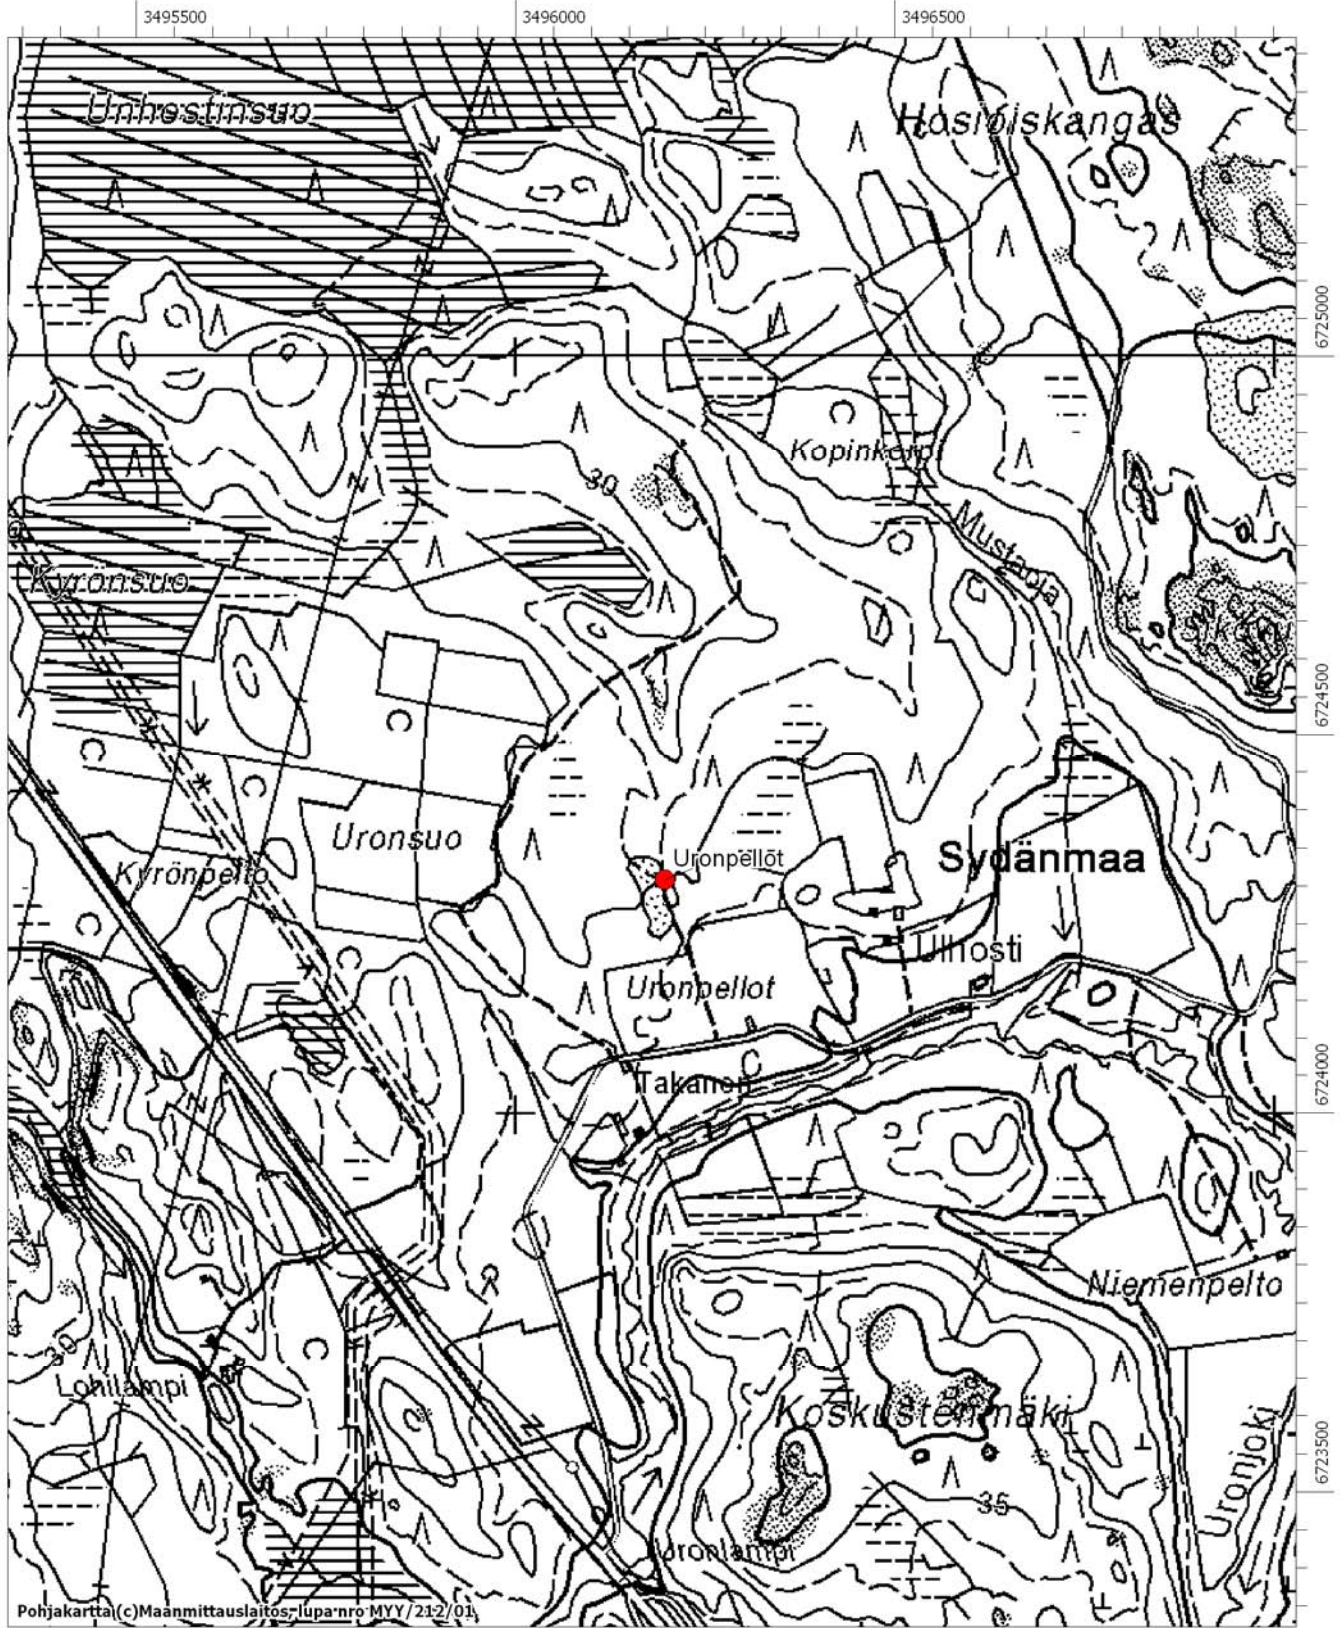 3495500
3496000
3496500
Unhostinsuo
Hosiöiskangas
6725000
Kopinkorpi
30
Mustaoja
Kyrönsuo
6724500
Uronsuo
Uronpellot
Sydänmaa
Kyrönpelto
Ulhosti
Uronpellot
6724000
Takanen
Niemenpelto
30
Lohilampi
Koskustenmäki
Uronjoki
6723500
35
Uronlampi
Pohjakartta (c)Maanmittauslaitos, lupa nro MYY/212/01